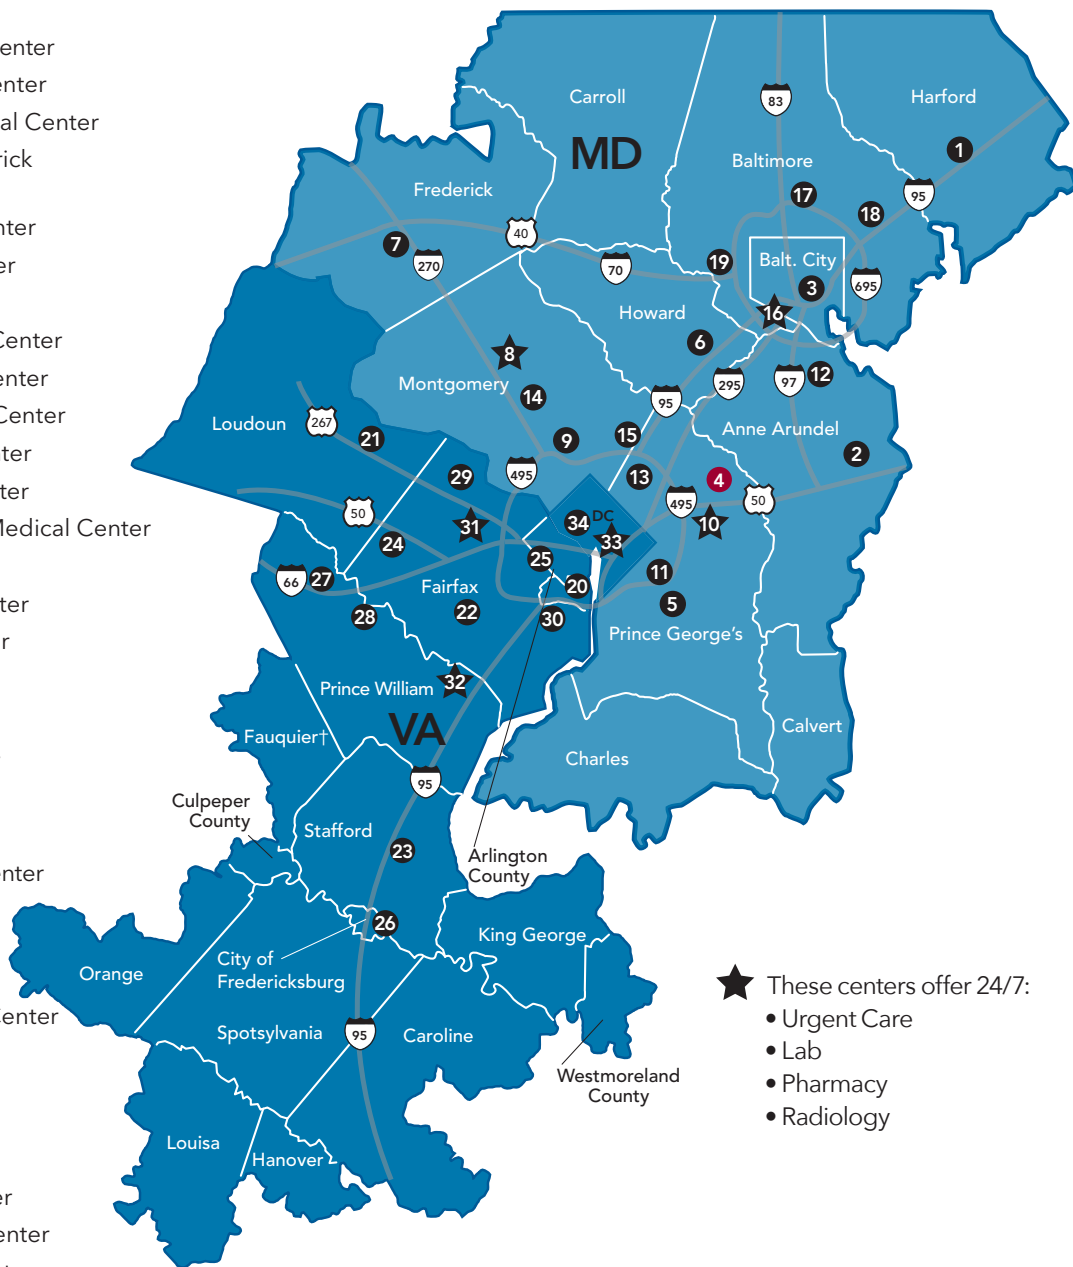 enter
enter
al Center
rick
nter
er
Center
enter
Center
nter
ter
Medical Center
ter
r
enter
Center
er
enter
Carroll
83
Harford
MD
1
Baltimore
Frederick
17
95
18
7
40
270
70
19
Balt. City
3
695
Howard
16
6
8
Montgomery
14
295
97
12
95
Loudoun
267
21
15
Anne Arundel
9
2
29
495
13
4
495
50
50
31
34
DC
33
10
24
25
11
66
27
Fairfax
20
5
28
22
30
Prince George's
Prince William
32
VA
Fauquier†
Calvert
Charles
95
Culpeper
County
Stafford
23
Arlington
County
26
King George
City of
Fredericksburg
Orange
Spotsylvania
95
Caroline
Westmoreland
County
Louisa
Hanover
These centers offer 24/7:
• Urgent Care
• Lab
• Pharmacy
• Radiology